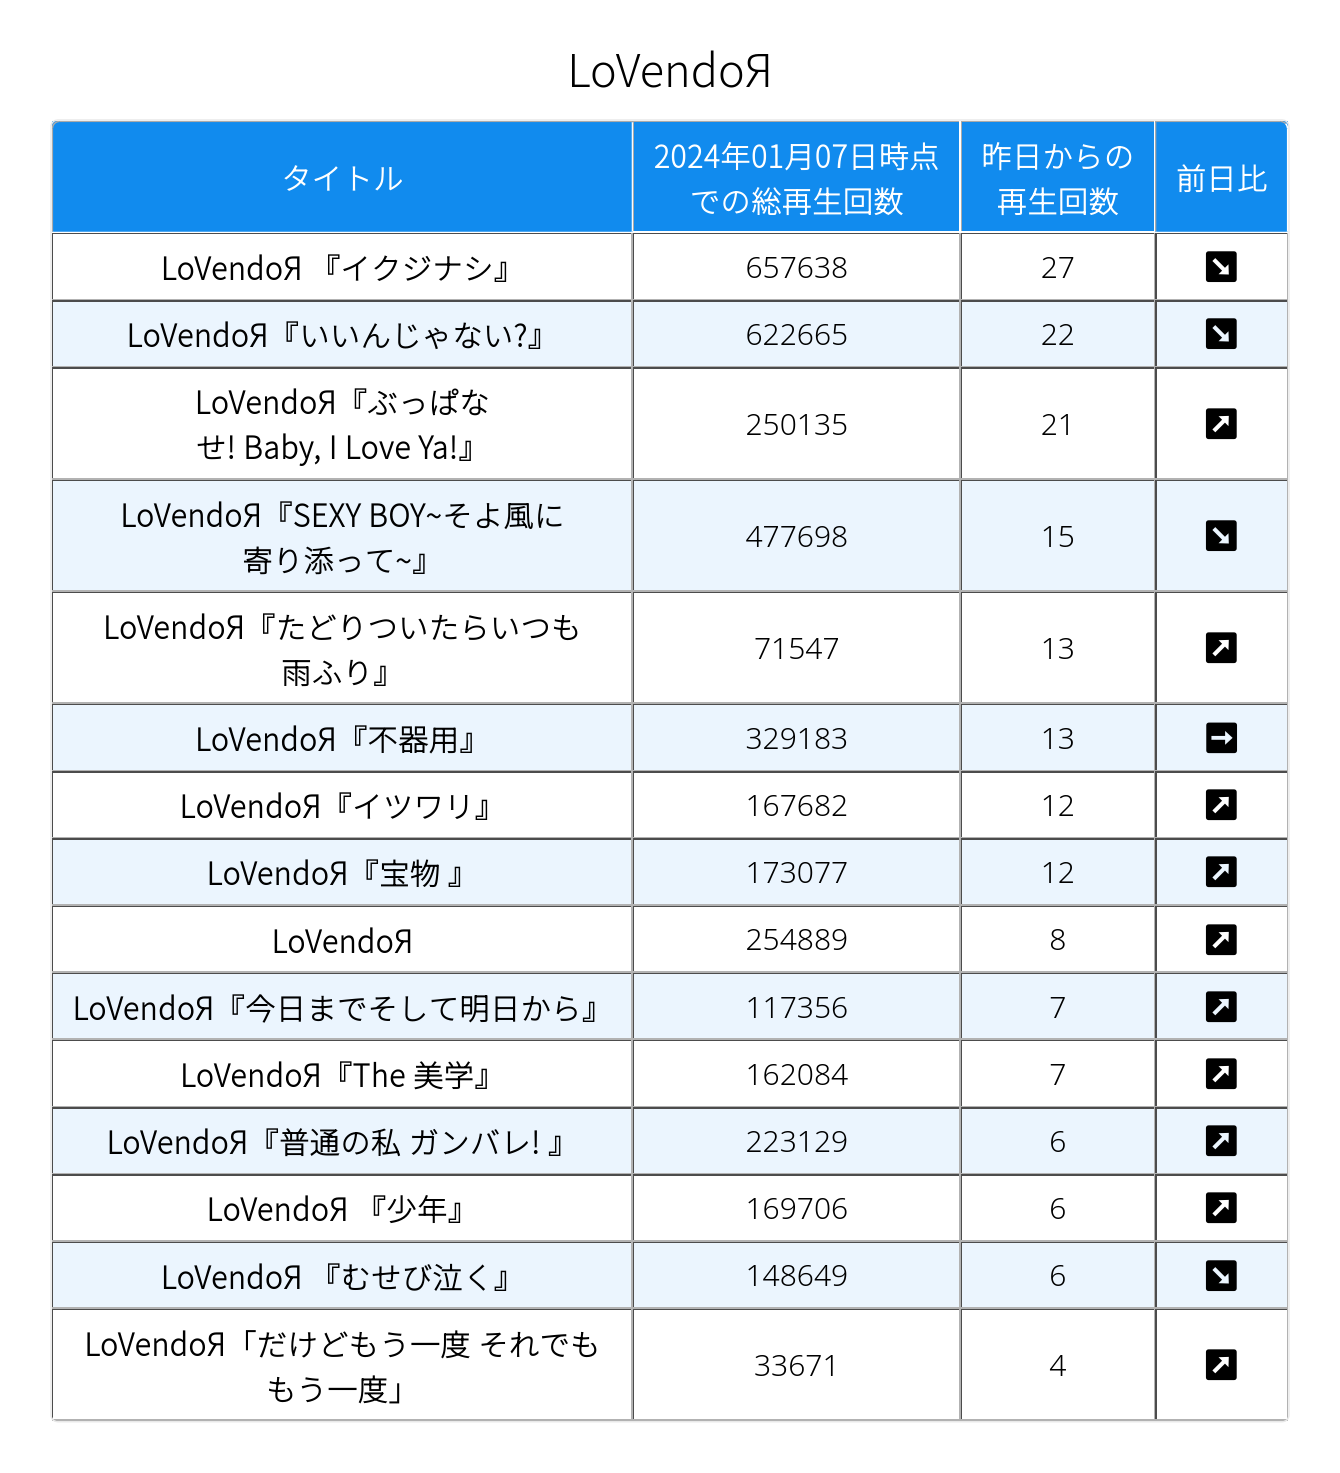 LoVendoЯ
タイトル
2024年01月07日時点
での総再生回数
昨日からの
再生回数
前日比
LoVendoЯ 『イクジナシ』
657638
27
LoVendoЯ『いいんじゃない?』
622665
22
LoVendoЯ『ぶっぱな
せ! Baby, I Love Ya!』
250135
21
LoVendoЯ『SEXY BOY~そよ風に
寄り添って~』
477698
15
LoVendoЯ『たどりついたらいつも
雨ふり』
71547
13
LoVendoЯ『不器用』
329183
13
LoVendoЯ『イツワリ』
167682
12
LoVendoЯ『宝物 』
173077
12
LoVendoЯ
254889
8
LoVendoЯ『今日までそして明日から』
117356
7
LoVendoЯ『The 美学』
162084
7
LoVendoЯ『普通の私 ガンバレ! 』
223129
6
LoVendoЯ 『少年』
169706
6
LoVendoЯ 『むせび泣く』
148649
6
LoVendoЯ「だけどもう一度 それでも
もう一度」
33671
4